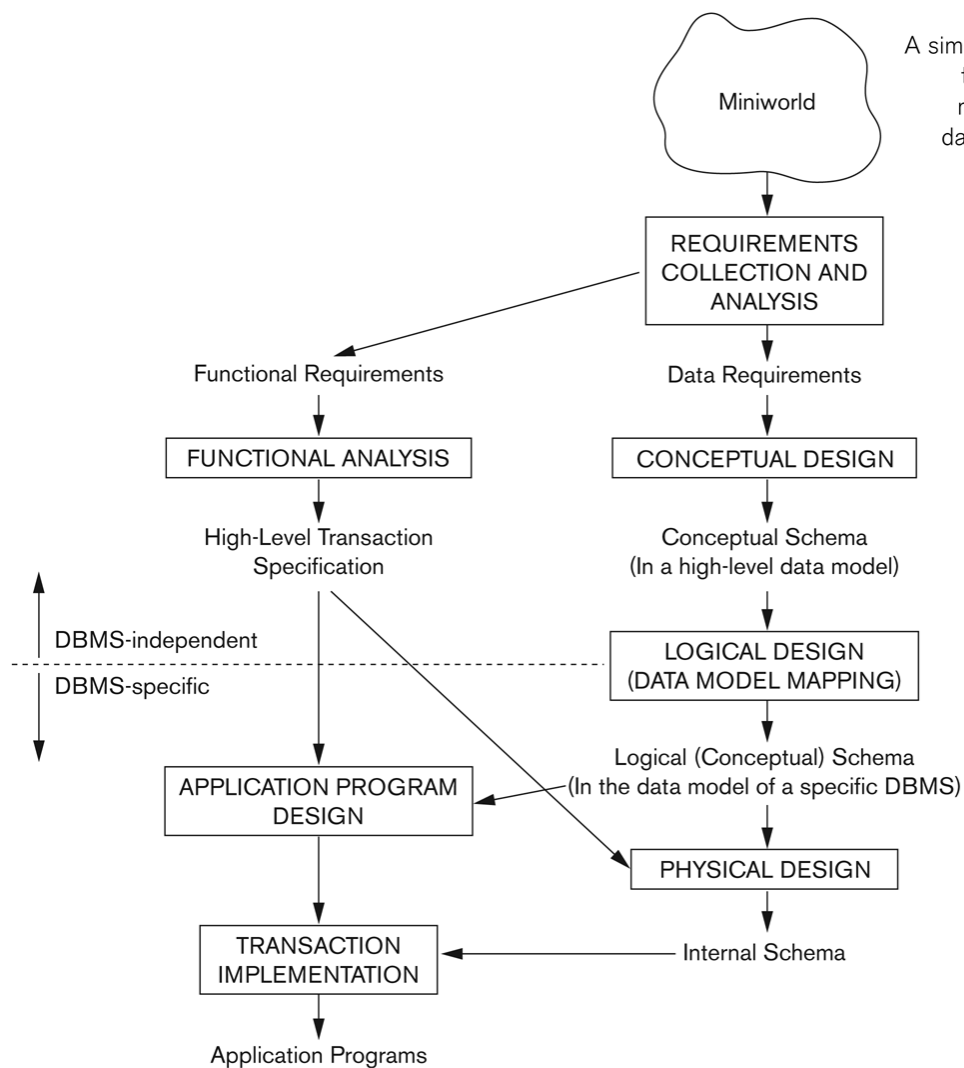 A sim
t
Miniworld
r
da
REQUIREMENTS
COLLECTION AND
ANALYSIS
Functional Requirements
Data Requirements
FUNCTIONAL ANALYSIS
CONCEPTUAL DESIGN
High-Level Transaction
Specification
Conceptual Schema
(In a high-level data model)
DBMS-independent
DBMS-specific
LOGICAL DESIGN
(DATA MODEL MAPPING)
Logical (Conceptual) Schema
(In the data model of a specific DBMS)
APPLICATION PROGRAM
DESIGN
PHYSICAL DESIGN
TRANSACTION
IMPLEMENTATION
Internal Schema
Application Programs